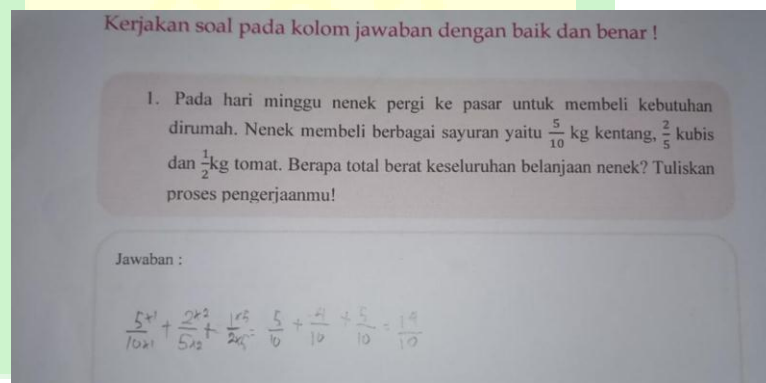 Kerjakan soal pada kolom jawaban dengan baik dan benar !
1. Pada hari minggu nenek pergi ke pasar untuk membeli kebutuhan
dirumah. Nenek membeli berbagai sayuran yaitu 5/10 kg kentang, 2/5 kubis
dan 1/2kg tomat. Berapa total berat keseluruhan belanjaan nenek? Tuliskan
proses pengerjaanmu!
Jawaban :
5×1/10×1 + 2×2/5×2 + 1×5/2×5 = 5/10 + 4/10 + 5/10 = 14/10